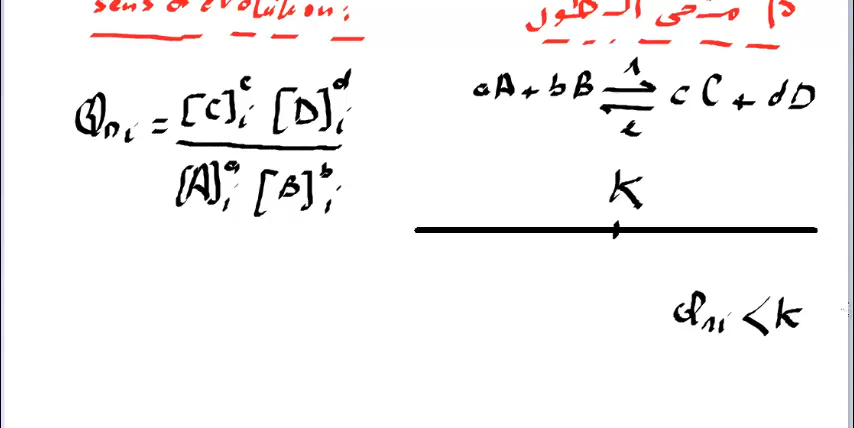 sens d'évolution:
منحى التطور
Qri = [C]i^c [D]i^d / [A]i^a [B]i^b
aA + bB ⇌ cC + dD
1
2
K
Qri < K